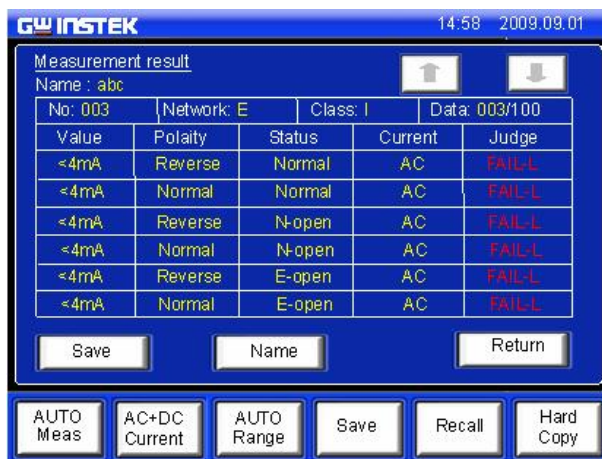 GW INSTEK 14:58 2009.09.01
Measurement result
Name : abc
No: 003 Network: E Class: I Data: 003/100
Value Polaity Status Current Judge
<4mA Reverse Normal AC FAIL-L
<4mA Normal Normal AC FAIL-L
<4mA Reverse N-open AC FAIL-L
<4mA Normal N-open AC FAIL-L
<4mA Reverse E-open AC FAIL-L
<4mA Normal E-open AC FAIL-L
Save Name Return
AUTO Meas AC+DC Current AUTO Range Save Recall Hard Copy